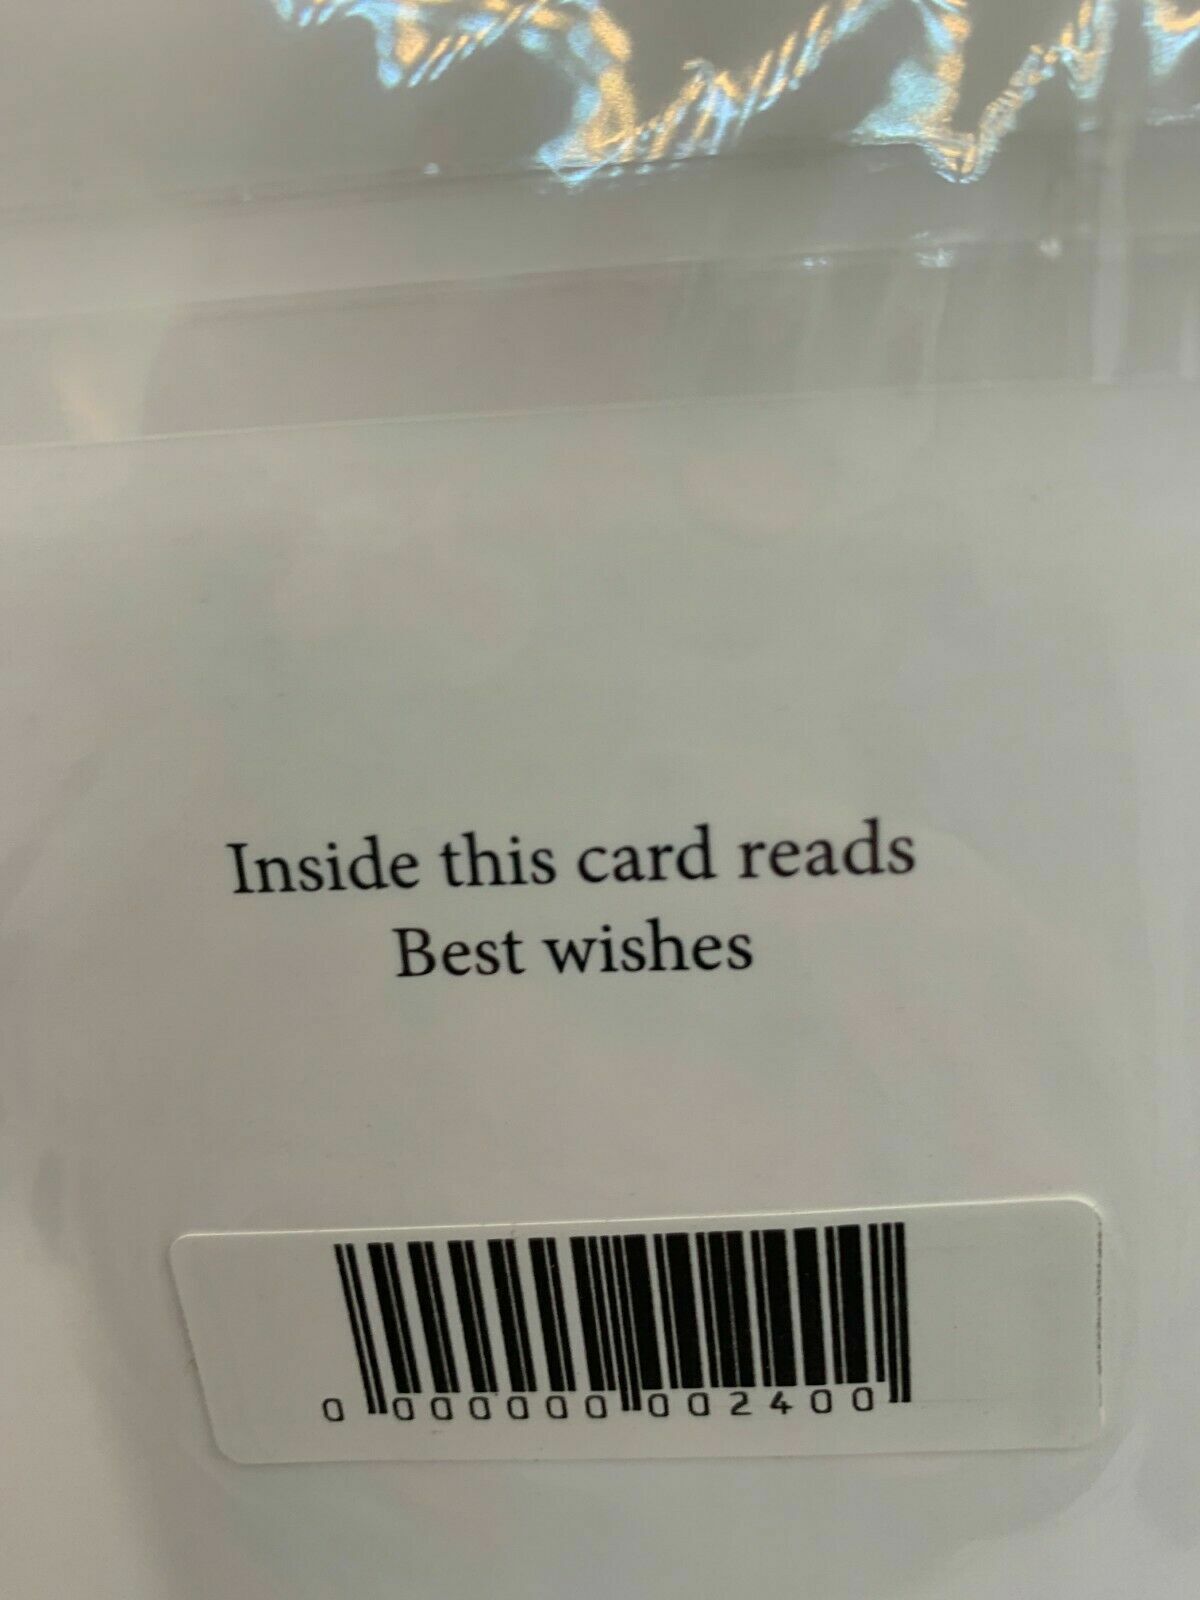 Inside this card reads
Best wishes
0 000000 002400